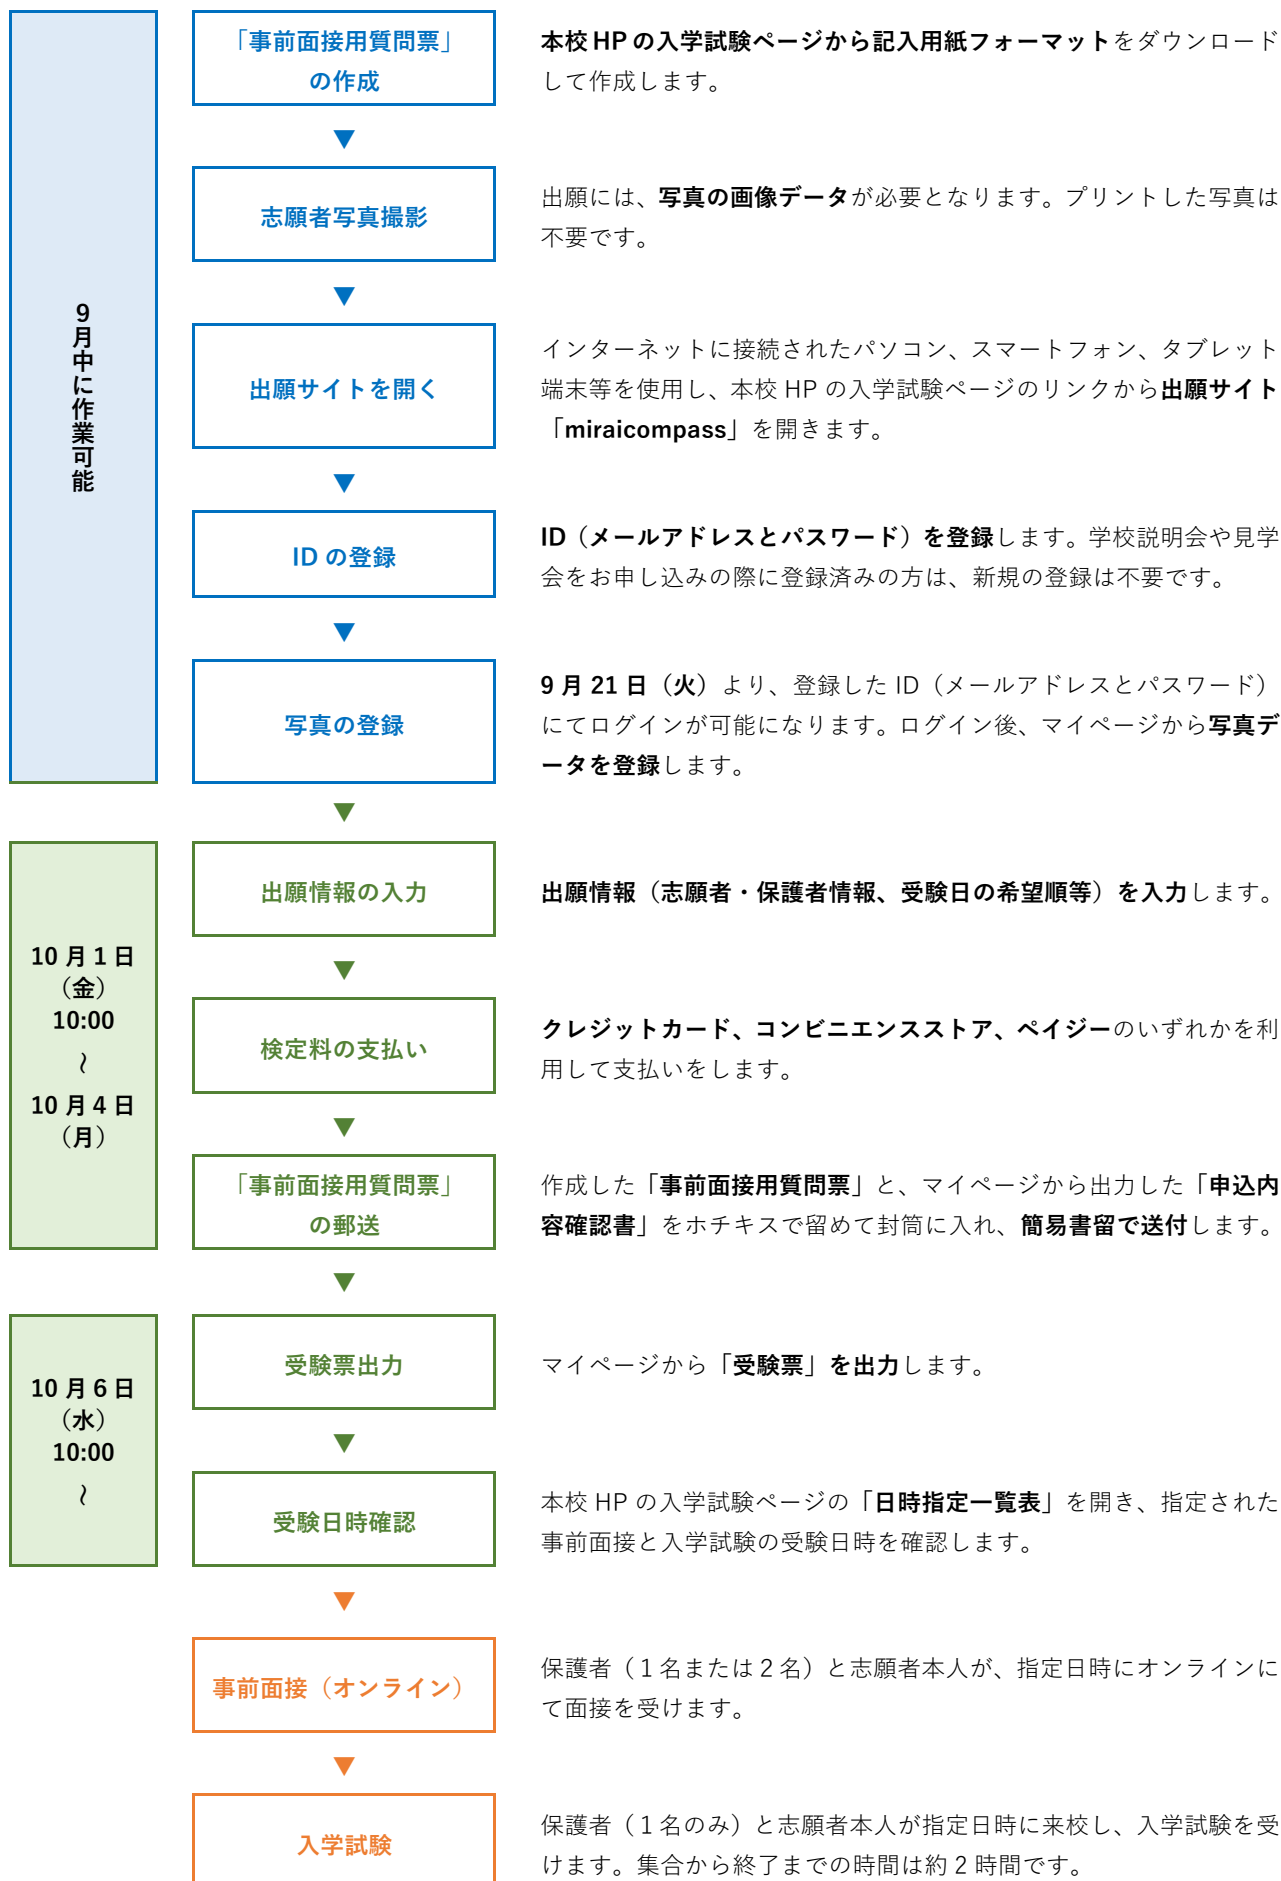 9月中に作業可能
「事前面接用質問票」
の作成
本校 HP の入学試験ページから記入用紙フォーマットをダウンロード
して作成します。
▼
志願者写真撮影
出願には、写真の画像データが必要となります。プリントした写真は
不要です。
▼
出願サイトを開く
インターネットに接続されたパソコン、スマートフォン、タブレット
端末等を使用し、本校 HP の入学試験ページのリンクから出願サイト
「miraicompass」を開きます。
▼
ID の登録
ID（メールアドレスとパスワード）を登録します。学校説明会や見学
会をお申し込みの際に登録済みの方は、新規の登録は不要です。
▼
写真の登録
9 月 21 日（火）より、登録した ID（メールアドレスとパスワード）
にてログインが可能になります。ログイン後、マイページから写真デ
ータを登録します。
▼
10 月 1 日
（金）
10:00
～
10 月 4 日
（月）
出願情報の入力
出願情報（志願者・保護者情報、受験日の希望順等）を入力します。
▼
検定料の支払い
クレジットカード、コンビニエンスストア、ペイジーのいずれかを利
用して支払いをします。
▼
「事前面接用質問票」
の郵送
作成した「事前面接用質問票」と、マイページから出力した「申込内
容確認書」をホチキスで留めて封筒に入れ、簡易書留で送付します。
▼
10 月 6 日
（水）
10:00
～
受験票出力
マイページから「受験票」を出力します。
▼
受験日時確認
本校 HP の入学試験ページの「日時指定一覧表」を開き、指定された
事前面接と入学試験の受験日時を確認します。
▼
事前面接（オンライン）
保護者（１名または２名）と志願者本人が、指定日時にオンラインに
て面接を受けます。
▼
入学試験
保護者（１名のみ）と志願者本人が指定日時に来校し、入学試験を受
けます。集合から終了までの時間は約 2 時間です。